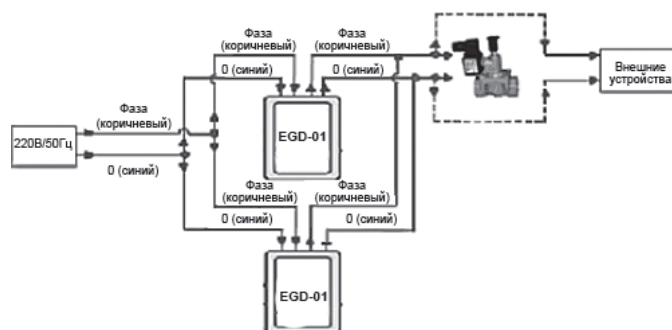 Фаза
(коричневый)
Фаза
(коричневый)
0 (синий)
0 (синий)
Внешние
устройства
Фаза
(коричневый)
220В/50Гц
0 (синий)
EGD-01
Фаза
(коричневый)
Фаза
(коричневый)
0 (синий)
0 (синий)
EGD-01